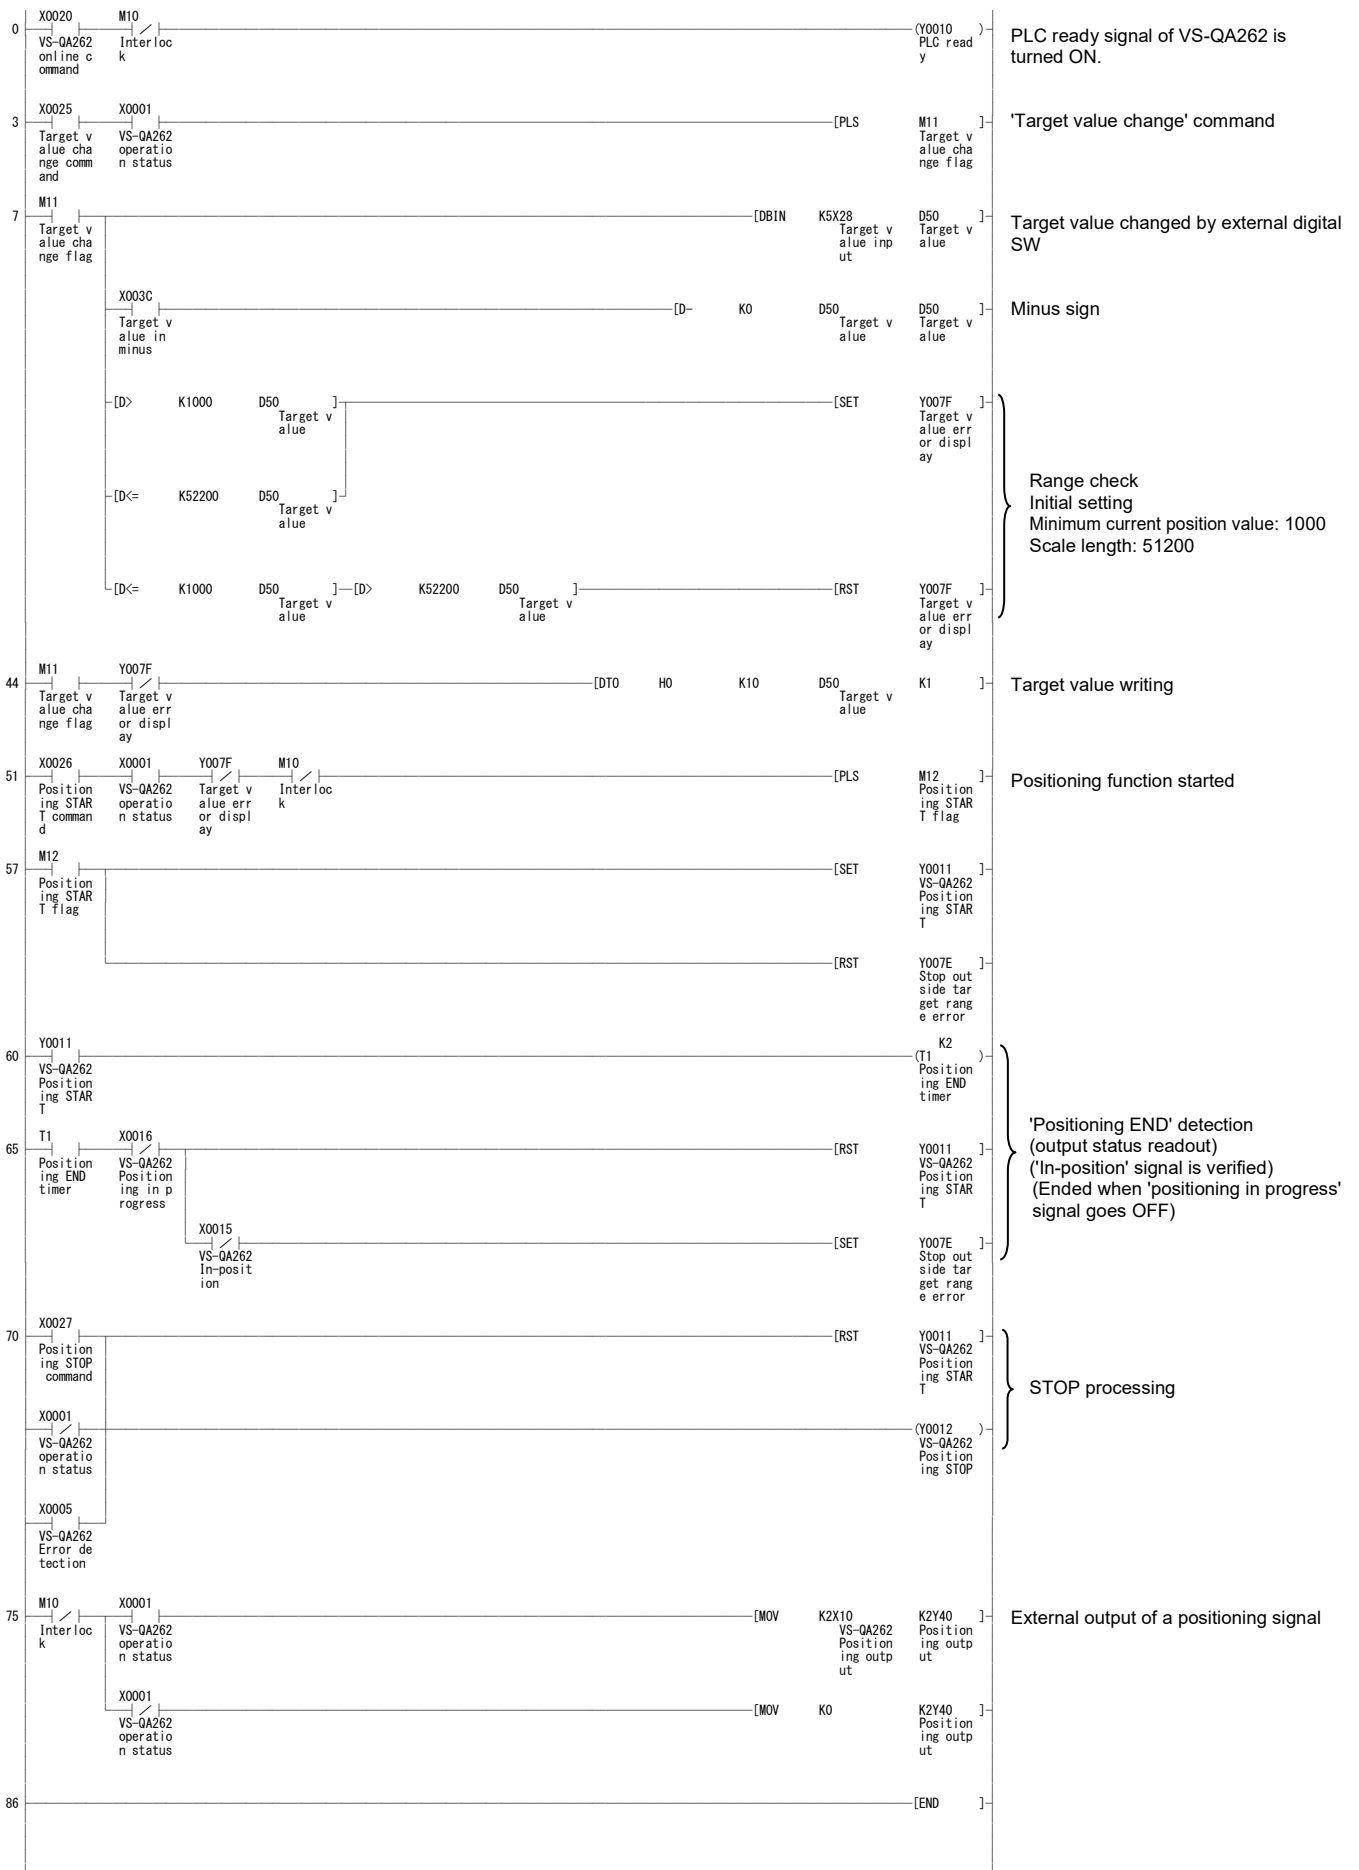 X0020 M10
0 (Y0010 )
VS-QA262 Interloc PLC read
online c k y
ommand
PLC ready signal of VS-QA262 is
turned ON.
X0025 X0001
3 [PLS M11 ]
Target v VS-QA262 Target v
alue cha operatio alue cha
nge comm n status nge flag
and
'Target value change' command
M11
7 [DBIN K5X28 D50 ]
Target v Target v Target v
alue cha alue inp alue
nge flag ut
Target value changed by external digital
SW
X003C
[D- K0 D50 D50 ]
Target v Target v Target v
alue in alue alue
minus
Minus sign
[D> K1000 D50 ] [SET Y007F ]
Target v Target v
alue alue err
or displ
ay
[D<= K52200 D50 ]
Target v
alue
Range check
Initial setting
Minimum current position value: 1000
Scale length: 51200
[D<= K1000 D50 ] [D> K52200 D50 ] [RST Y007F ]
Target v Target v Target v
alue alue alue err
or displ
ay
M11 Y007F
44 [DTO H0 K10 D50 K1 ]
Target v Target v Target v
alue cha alue err alue
nge flag or displ
ay
Target value writing
X0026 X0001 Y007F M10
51 [PLS M12 ]
Position VS-QA262 Target v Interloc Position
ing STAR operatio alue err k ing STAR
T comman n status or displ T flag
d ay
Positioning function started
M12
57 [SET Y0011 ]
Position VS-QA262
ing STAR Position
T flag ing STAR
T
[RST Y007E ]
Stop out
side tar
get rang
e error
Y0011 K2
60 (T1 )
VS-QA262 Position
Position ing END
ing STAR timer
T
T1 X0016
65 [RST Y0011 ]
Position VS-QA262 VS-QA262
ing END Position Position
timer ing in p ing STAR
rogress T
'Positioning END' detection
(output status readout)
('In-position' signal is verified)
(Ended when 'positioning in progress'
signal goes OFF)
X0015
[SET Y007E ]
VS-QA262 Stop out
In-posit side tar
ion get rang
e error
X0027
70 [RST Y0011 ]
Position VS-QA262
ing STOP Position
command ing STAR
T
STOP processing
X0001
(Y0012 )
VS-QA262 VS-QA262
operatio Position
n status ing STOP
X0005
VS-QA262
Error de
tection
M10 X0001
75 [MOV K2X10 K2Y40 ]
Interloc VS-QA262 VS-QA262 Position
k operatio Position ing outp
n status ing outp ut
ut
External output of a positioning signal
X0001
[MOV K0 K2Y40 ]
VS-QA262 Position
operatio ing outp
n status ut
86 [END ]